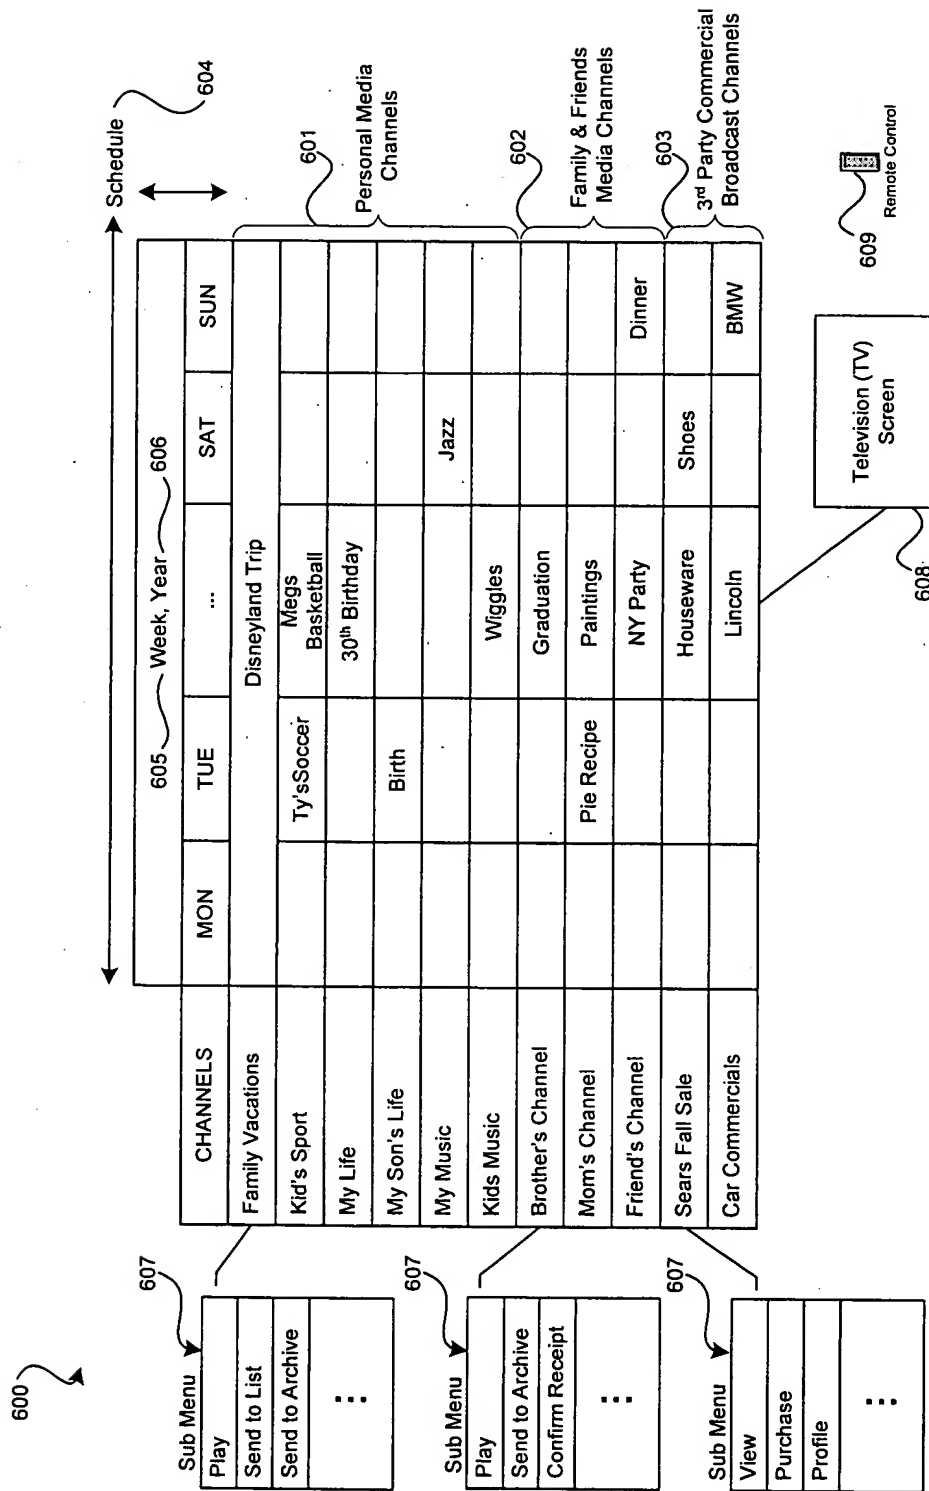 600
Schedule
604
605 Week, Year 606
CHANNELS MON TUE ... SAT SUN
Family Vacations Disneyland Trip
Kid's Sport Ty'sSoccer Megs Basketball
My Life 30th Birthday
My Son's Life Birth
My Music Jazz
Kids Music Wiggles
Brother's Channel Graduation
Mom's Channel Pie Recipe Paintings
Friend's Channel NY Party Dinner
Sears Fall Sale Houseware Shoes
Car Commercials Lincoln BMW
601
Personal Media
Channels
602
Family & Friends
Media Channels
603
3rd Party Commercial
Broadcast Channels
607
Sub Menu
Play
Send to List
Send to Archive
⋮
607
Sub Menu
Play
Send to Archive
Confirm Receipt
⋮
607
Sub Menu
View
Purchase
Profile
⋮
Television (TV)
Screen
608
609
Remote Control